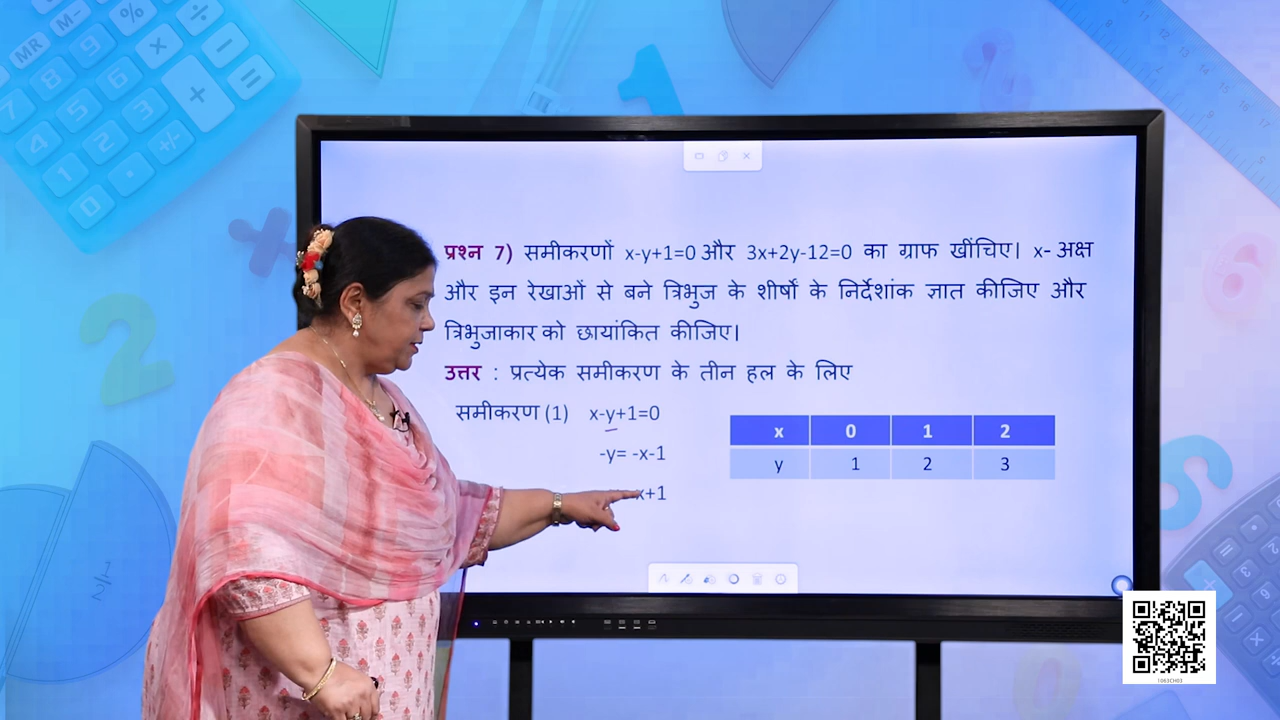 प्रश्न 7) समीकरणों x-y+1=0 और 3x+2y-12=0 का ग्राफ खींचिए। x- अक्ष
और इन रेखाओं से बने त्रिभुज के शीर्षो के निर्देशांक ज्ञात कीजिए और
त्रिभुजाकार को छायांकित कीजिए।
उत्तर : प्रत्येक समीकरण के तीन हल के लिए
समीकरण (1) x-y+1=0
-y= -x-1
x+1
x 0 1 2
y 1 2 3